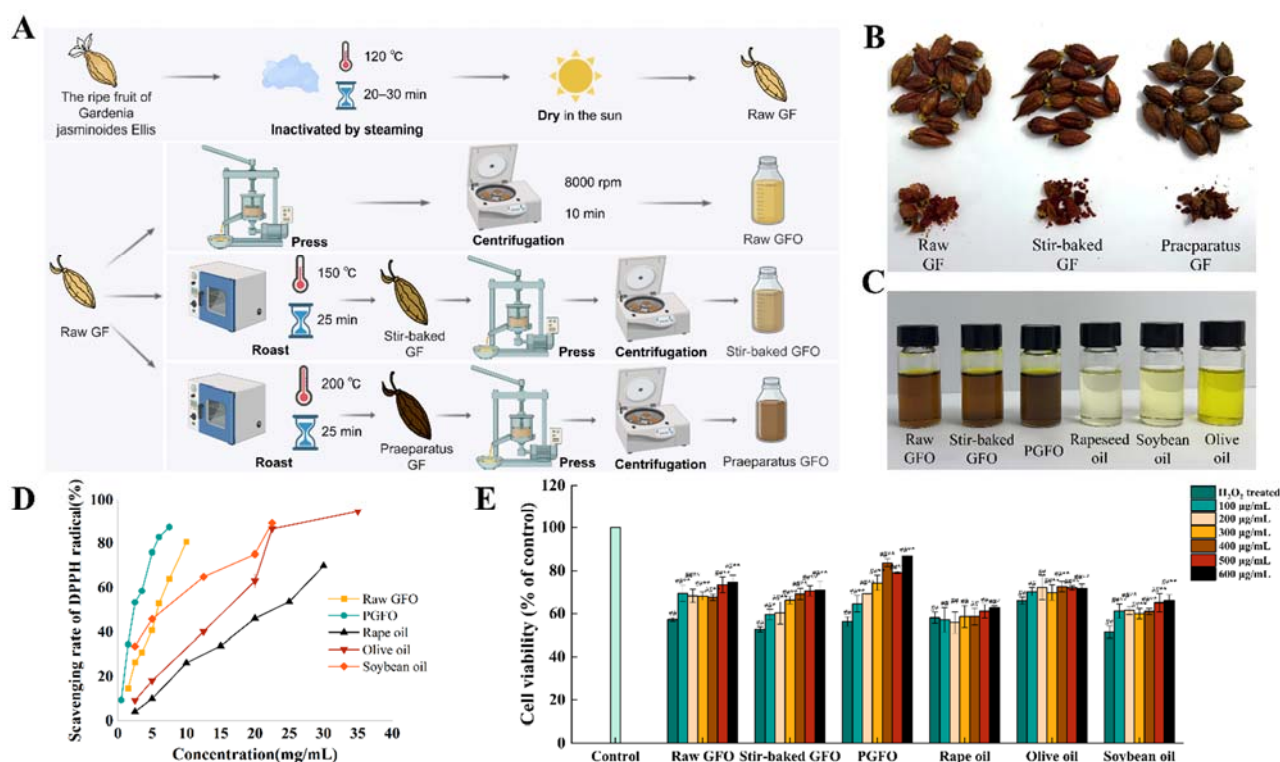 A
The ripe fruit of
Gardenia
jasminoides Ellis
120 °C
20–30 min
Inactivated by steaming
Dry in the sun
Raw GF
Raw GF
Press
8000 rpm
10 min
Centrifugation
Raw GFO
150 °C
25 min
Roast
Stir-baked
GF
Press
Centrifugation
Stir-baked GFO
200 °C
25 min
Roast
Praeparatus
GF
Press
Centrifugation
Praeparatus GFO
B
Raw
GF
Stir-baked
GF
Pracparatus
GF
C
Raw
GFO
Stir-baked
GFO
PGFO
Rapeseed
oil
Soybean
oil
Olive
oil
D
Scavenging rate of DPPH radical(%)
100
80
60
40
20
0
0 5 10 15 20 25 30 35 40
Concentration(mg/mL)
Raw GFO
PGFO
Rape oil
Olive oil
Soybean oil
E
Cell viability (% of control)
120
100
80
60
40
20
0
Control Raw GFO Stir-baked GFO PGFO Rape oil Olive oil Soybean oil
H₂O₂ treated
100 μg/mL
200 μg/mL
300 μg/mL
400 μg/mL
500 μg/mL
600 μg/mL